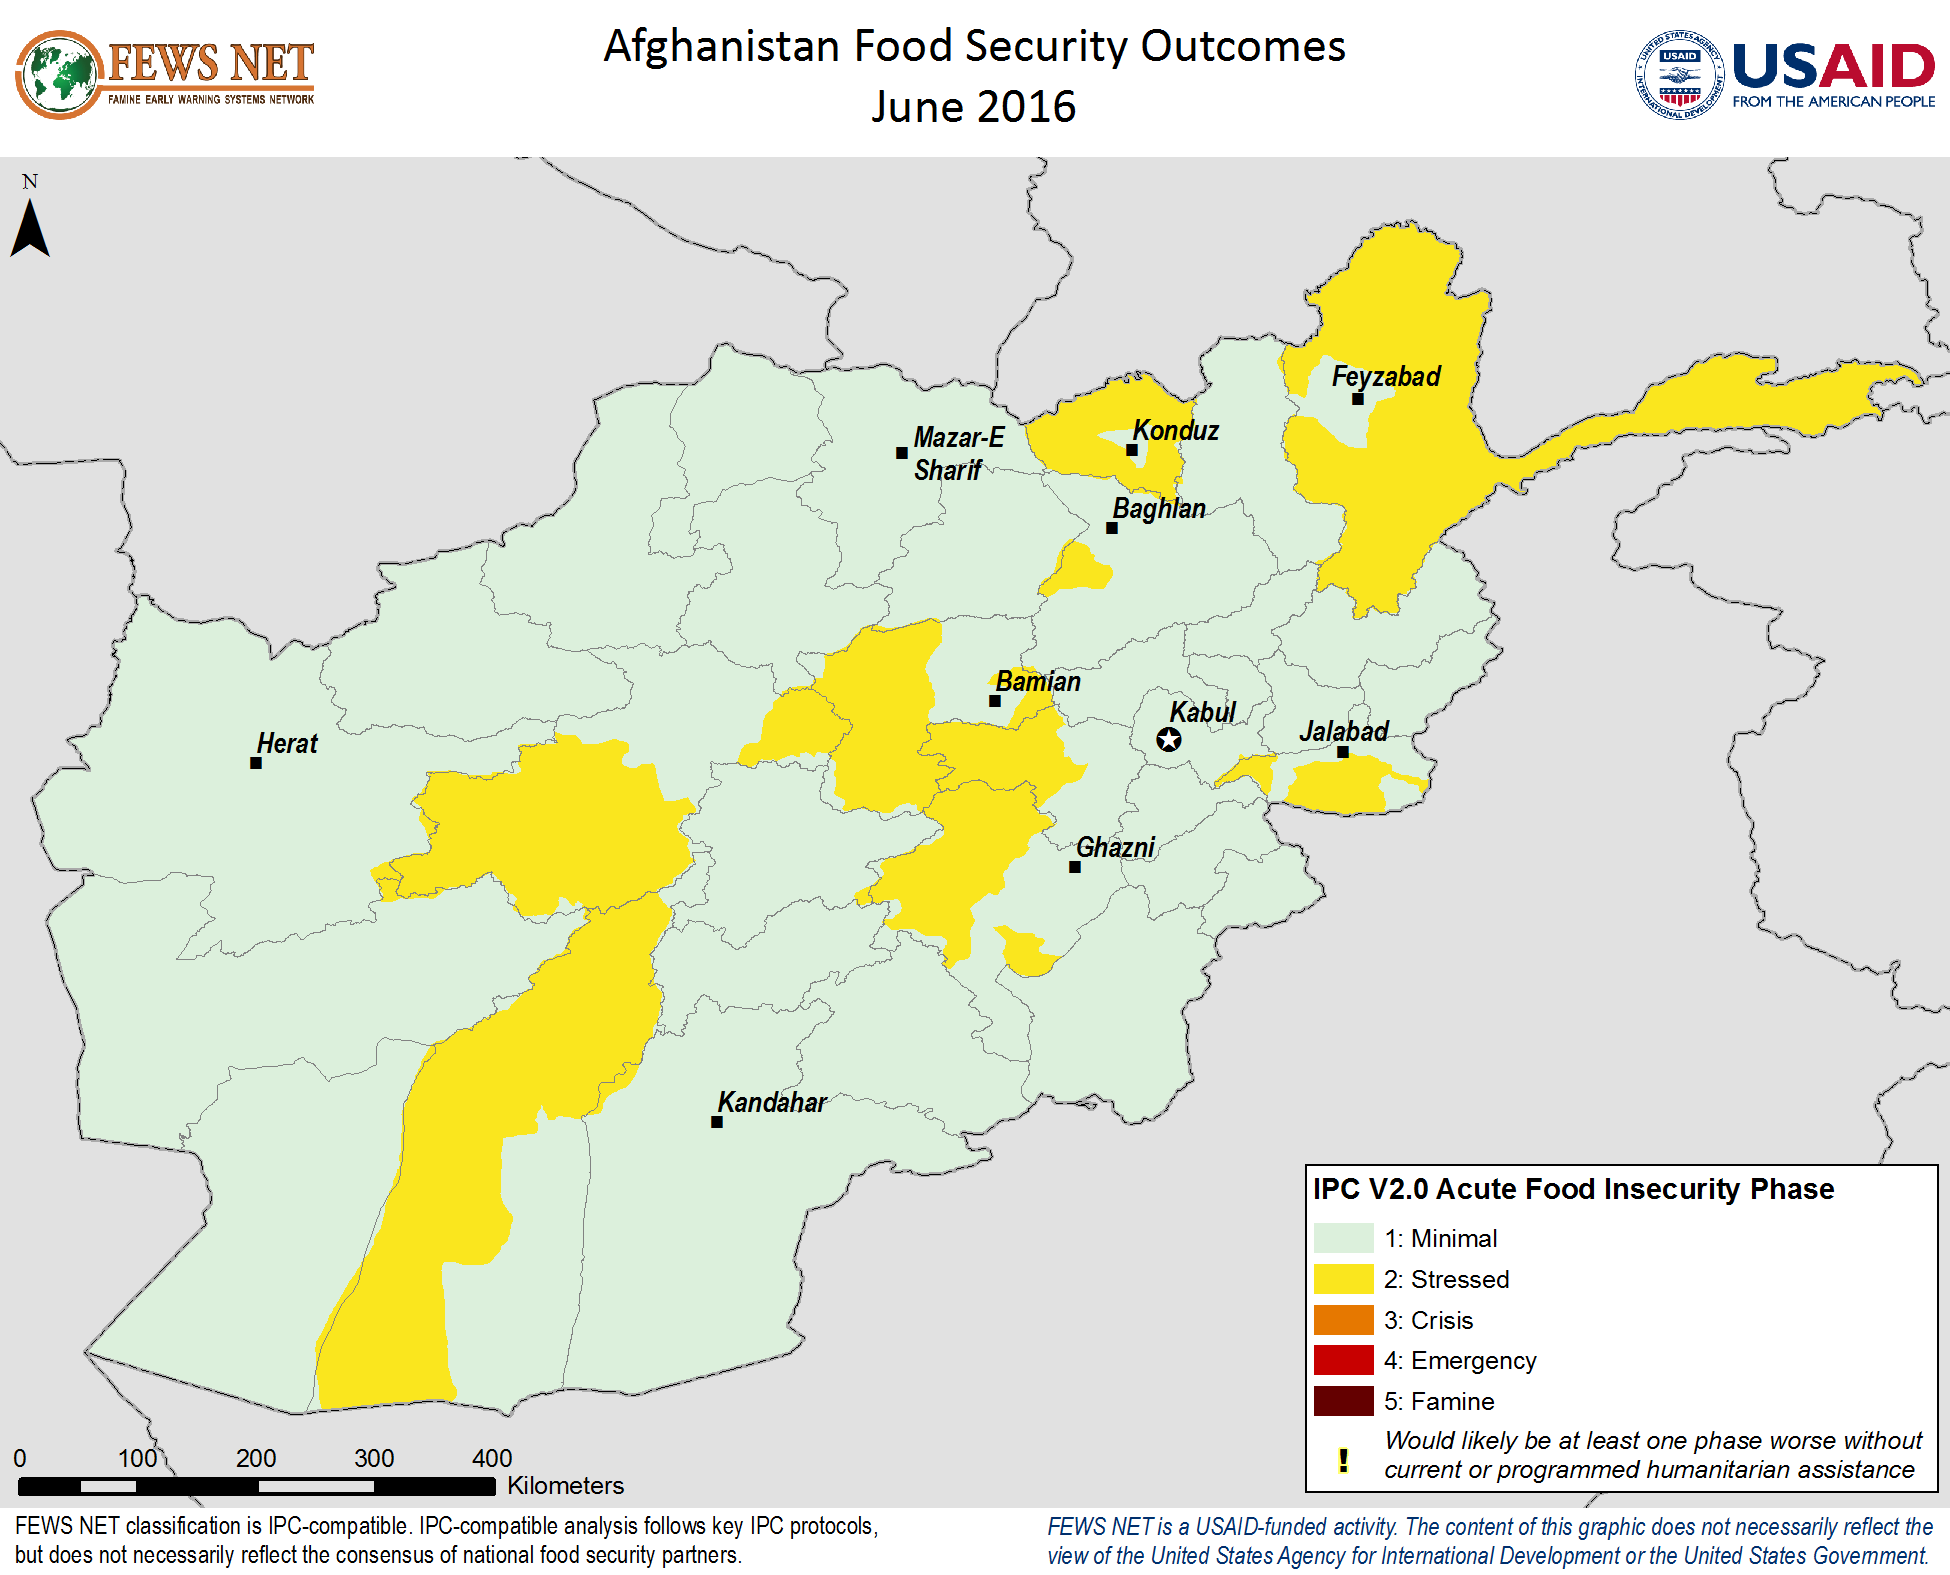 FEWS NET
FAMINE EARLY WARNING SYSTEMS NETWORK
Afghanistan Food Security Outcomes
June 2016
UNITED STATES AGENCY
USAID
INTERNATIONAL DEVELOPMENT
USAID
FROM THE AMERICAN PEOPLE
N
Feyzabad
Konduz
Mazar-E
Sharif
Baghlan
Bamian
Kabul
Jalabad
Herat
Ghazni
Kandahar
IPC V2.0 Acute Food Insecurity Phase
1: Minimal
2: Stressed
3: Crisis
4: Emergency
5: Famine
! Would likely be at least one phase worse without
current or programmed humanitarian assistance
0 100 200 300 400
Kilometers
FEWS NET classification is IPC-compatible. IPC-compatible analysis follows key IPC protocols,
but does not necessarily reflect the consensus of national food security partners.
FEWS NET is a USAID-funded activity. The content of this graphic does not necessarily reflect the
view of the United States Agency for International Development or the United States Government.